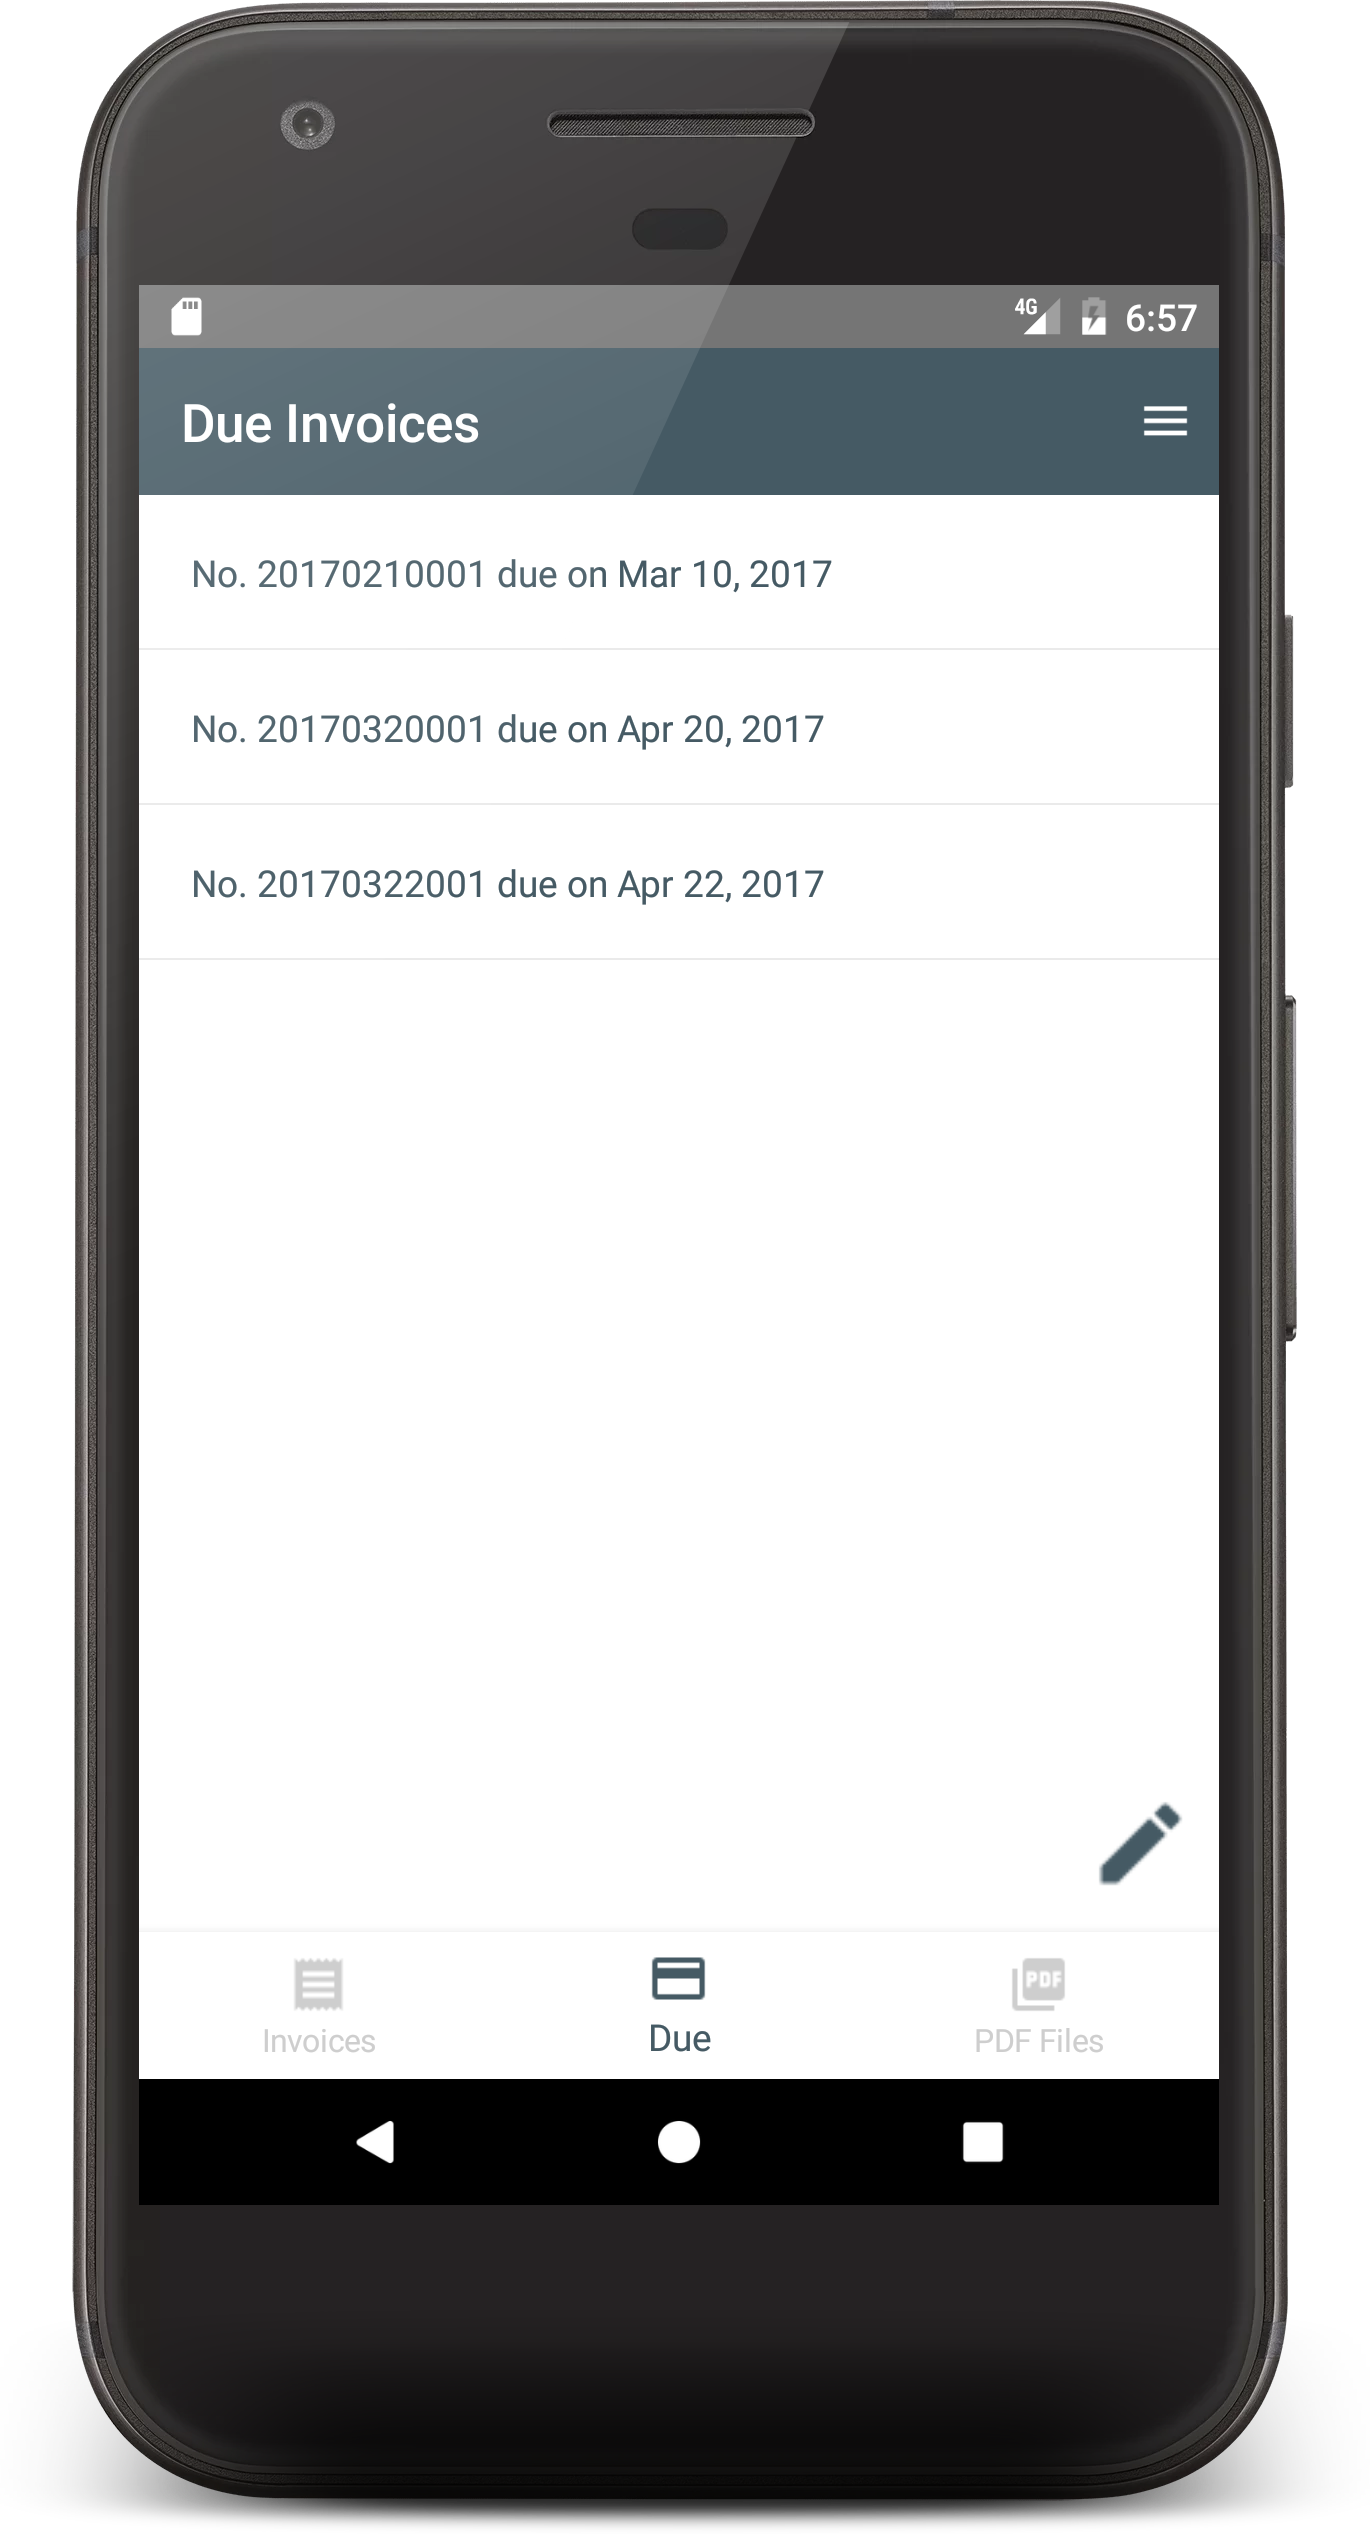 4G 6:57
Due Invoices
No. 20170210001 due on Mar 10, 2017
No. 20170320001 due on Apr 20, 2017
No. 20170322001 due on Apr 22, 2017
PDF
Invoices Due PDF Files